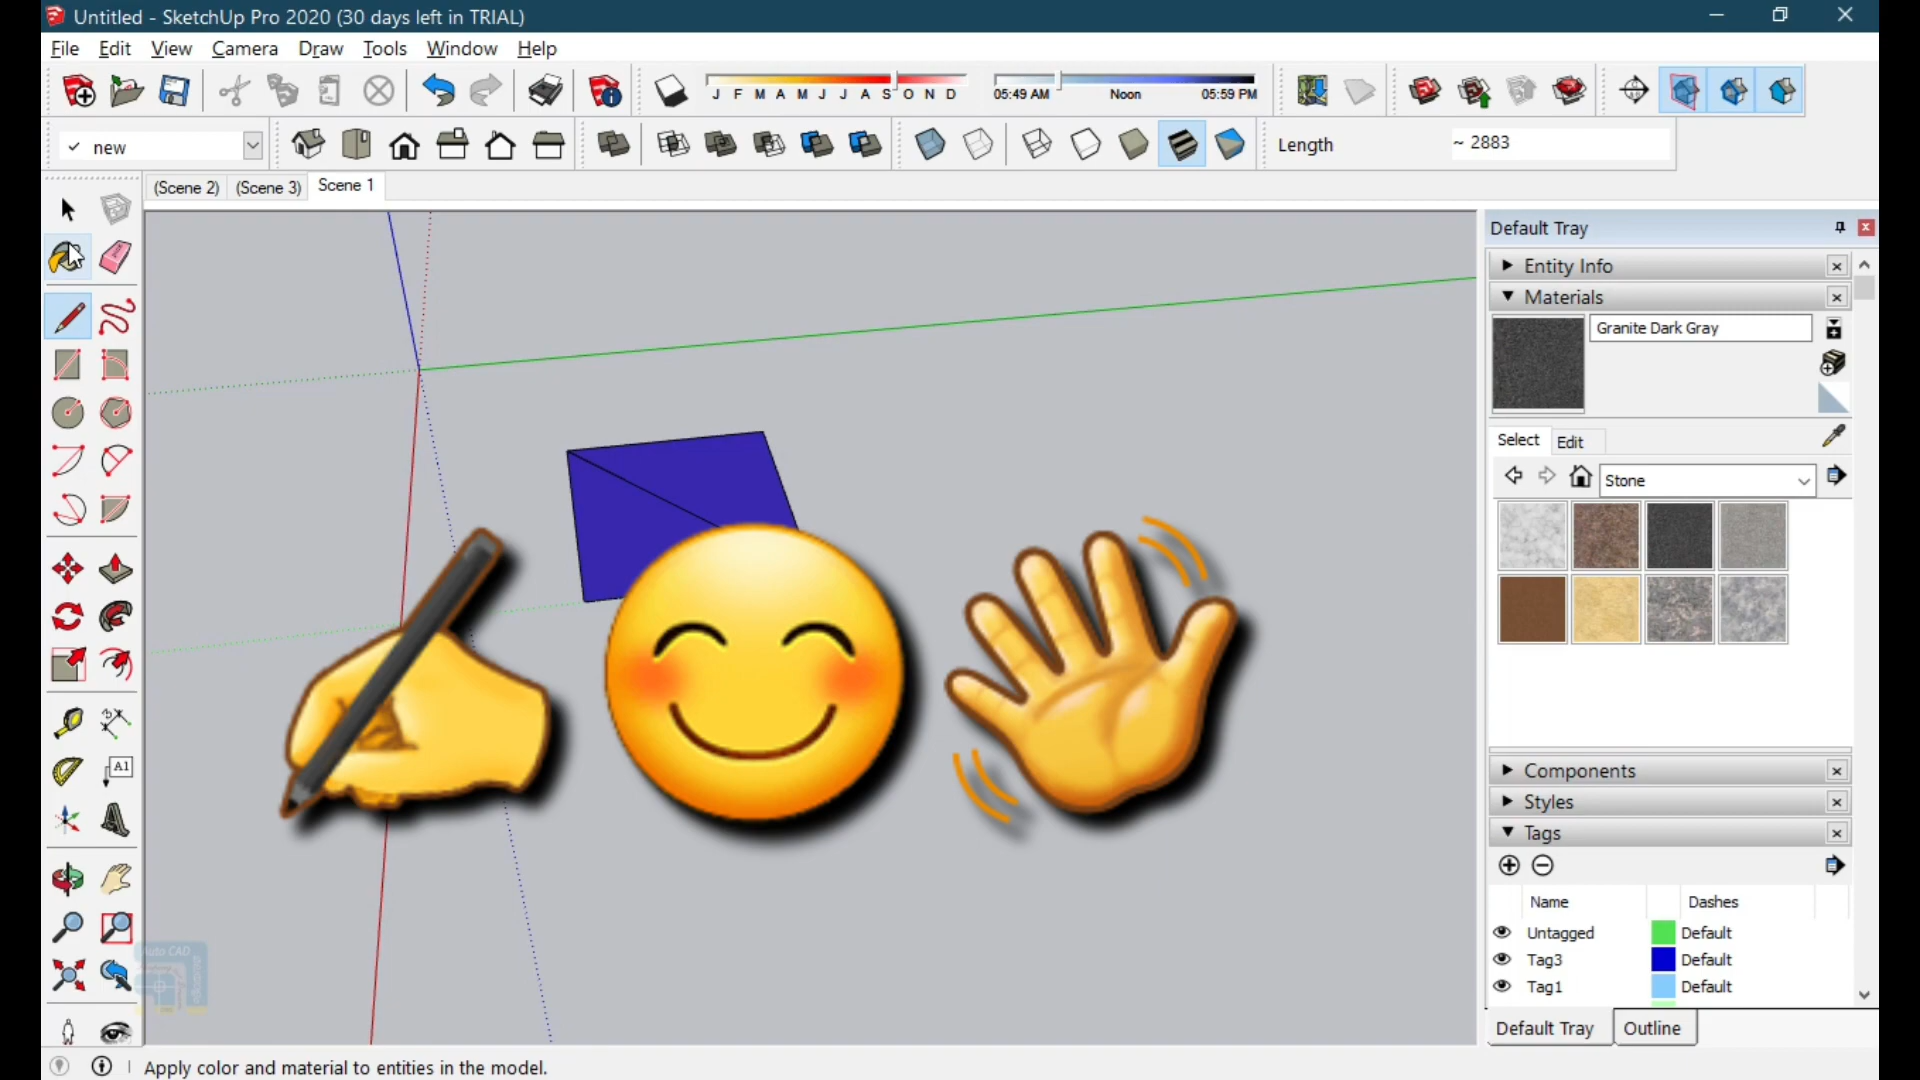 Untitled - SketchUp Pro 2020 (30 days left in TRIAL)
File Edit View Camera Draw Tools Window Help
J F M A M J J A S O N D 05:49 AM Noon 05:59 PM
new
Length ~ 2883
(Scene 2) (Scene 3) Scene 1
Default Tray
Entity Info
Materials
Granite Dark Gray
Select Edit
Stone
A1
Components
Styles
Tags
Name Dashes
Untagged Default
Tag3 Default
Tag1 Default
Auto CAD
Default Tray Outline
Apply color and material to entities in the model.